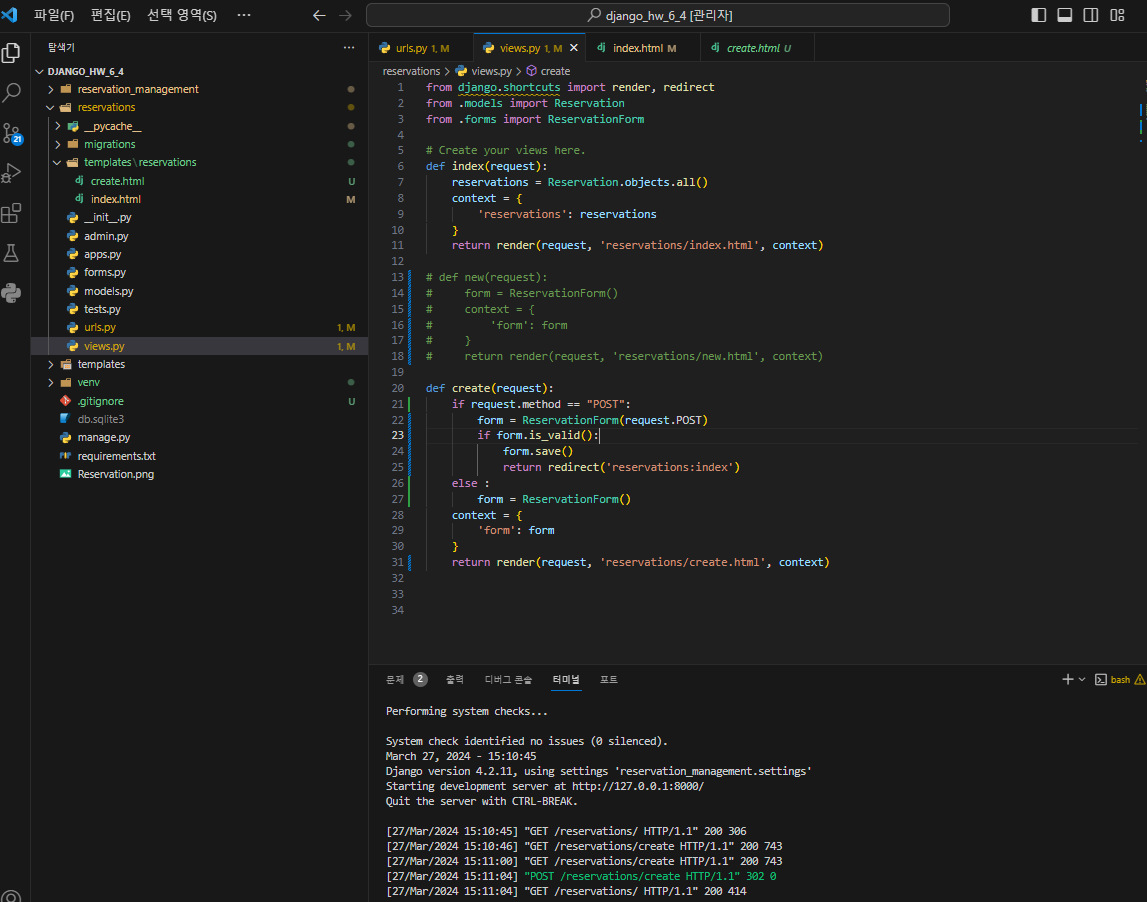 파일(F) 편집(E) 선택 영역(S) ··· django_hw_6_4 [관리자]
탐색기 ···
urls.py 1, M views.py 1, M index.html M create.html U
reservations > views.py > create
DJANGO_HW_6_4
reservation_management
reservations
__pycache__
migrations
templates\reservations
create.html U
index.html M
__init__.py
admin.py
apps.py
forms.py
models.py
tests.py
urls.py 1, M
views.py 1, M
templates
venv
.gitignore U
db.sqlite3
manage.py
requirements.txt
Reservation.png
21
1 from django.shortcuts import render, redirect
2 from .models import Reservation
3 from .forms import ReservationForm
4
5 # Create your views here.
6 def index(request):
7     reservations = Reservation.objects.all()
8     context = {
9         'reservations': reservations
10     }
11     return render(request, 'reservations/index.html', context)
12
13 # def new(request):
14 #     form = ReservationForm()
15 #     context = {
16 #         'form': form
17 #     }
18 #     return render(request, 'reservations/new.html', context)
19
20 def create(request):
21     if request.method == "POST":
22         form = ReservationForm(request.POST)
23         if form.is_valid():
24             form.save()
25             return redirect('reservations:index')
26     else :
27         form = ReservationForm()
28     context = {
29         'form': form
30     }
31     return render(request, 'reservations/create.html', context)
32
33
34
문제 2 출력 디버그 콘솔 터미널 포트 bash
Performing system checks...
System check identified no issues (0 silenced).
March 27, 2024 - 15:10:45
Django version 4.2.11, using settings 'reservation_management.settings'
Starting development server at http://127.0.0.1:8000/
Quit the server with CTRL-BREAK.
[27/Mar/2024 15:10:45] "GET /reservations/ HTTP/1.1" 200 306
[27/Mar/2024 15:10:46] "GET /reservations/create HTTP/1.1" 200 743
[27/Mar/2024 15:11:00] "GET /reservations/create HTTP/1.1" 200 743
[27/Mar/2024 15:11:04] "POST /reservations/create HTTP/1.1" 302 0
[27/Mar/2024 15:11:04] "GET /reservations/ HTTP/1.1" 200 414